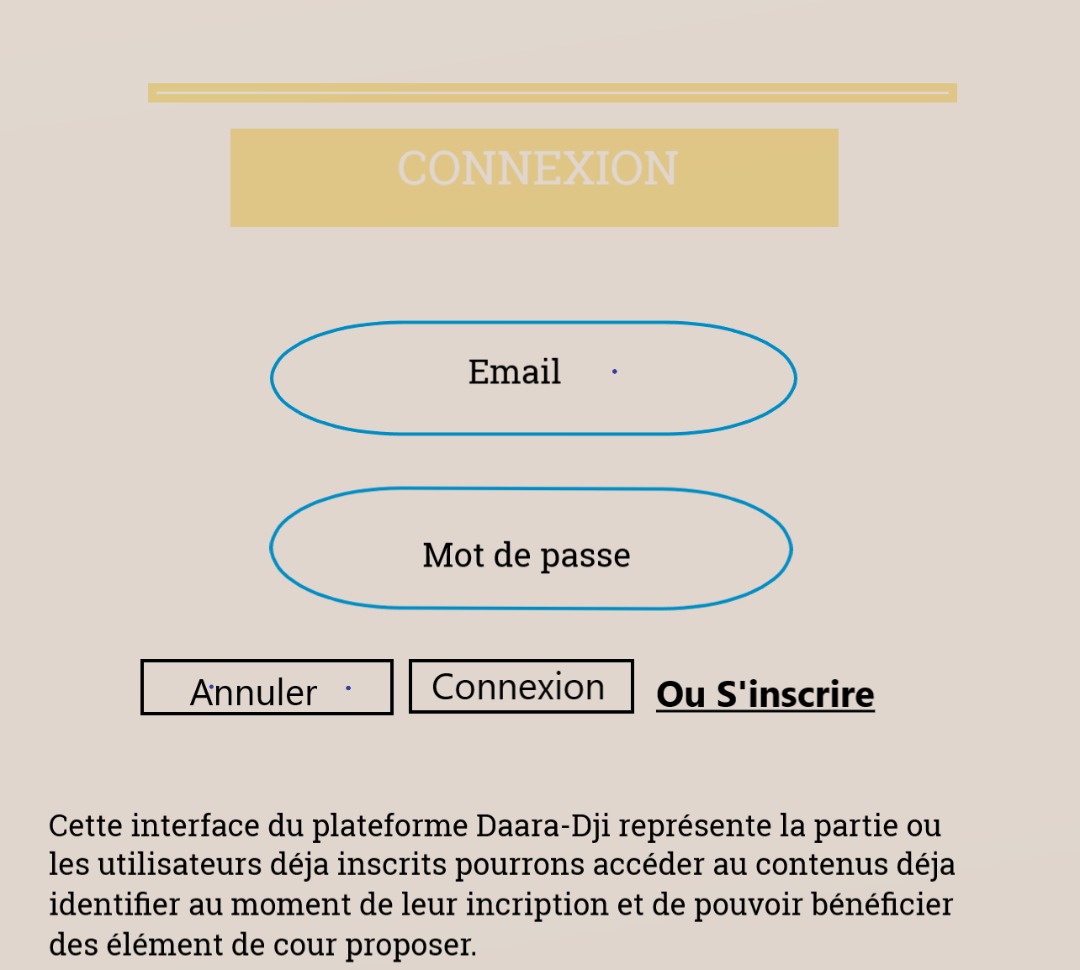 CONNEXION
Email
Mot de passe
Annuler
Connexion
Ou S'inscrire
Cette interface du plateforme Daara-Dji représente la partie ou
les utilisateurs déja inscrits pourrons accéder au contenus déja
identifier au moment de leur incription et de pouvoir bénéficier
des élément de cour proposer.